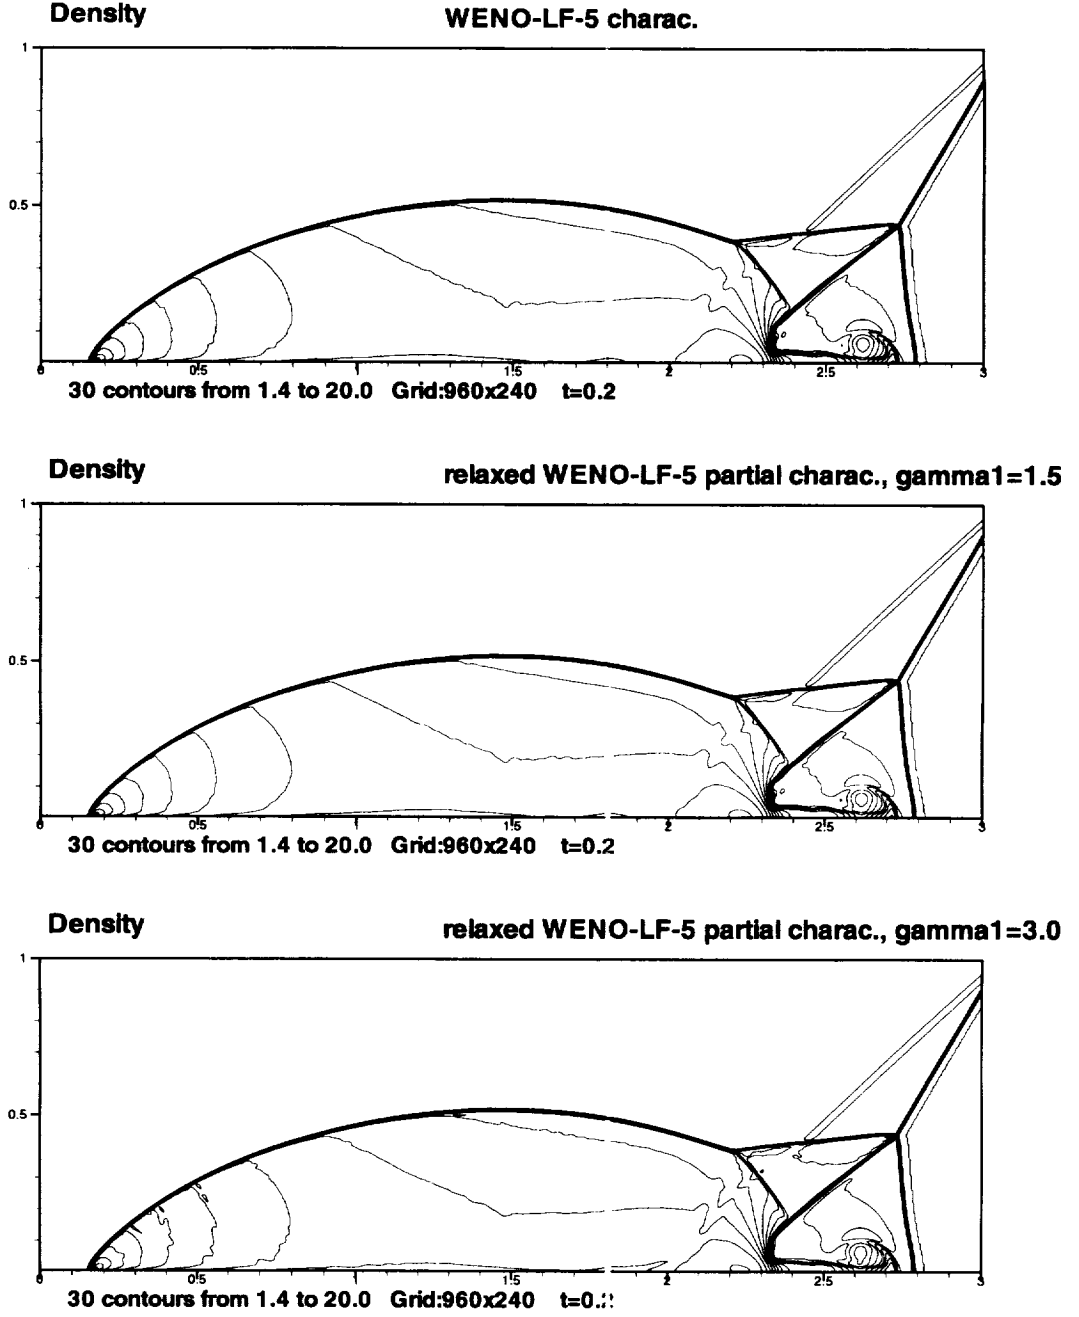 Density
WENO-LF-5 charac.
1
0.5
0 0.5 1 1.5 2 2.5 3
30 contours from 1.4 to 20.0 Grid:960x240 t=0.2
Density
relaxed WENO-LF-5 partial charac., gamma1=1.5
1
0.5
0 0.5 1 1.5 2 2.5 3
30 contours from 1.4 to 20.0 Grid:960x240 t=0.2
Density
relaxed WENO-LF-5 partial charac., gamma1=3.0
1
0.5
0 0.5 1 1.5 2 2.5 3
30 contours from 1.4 to 20.0 Grid:960x240